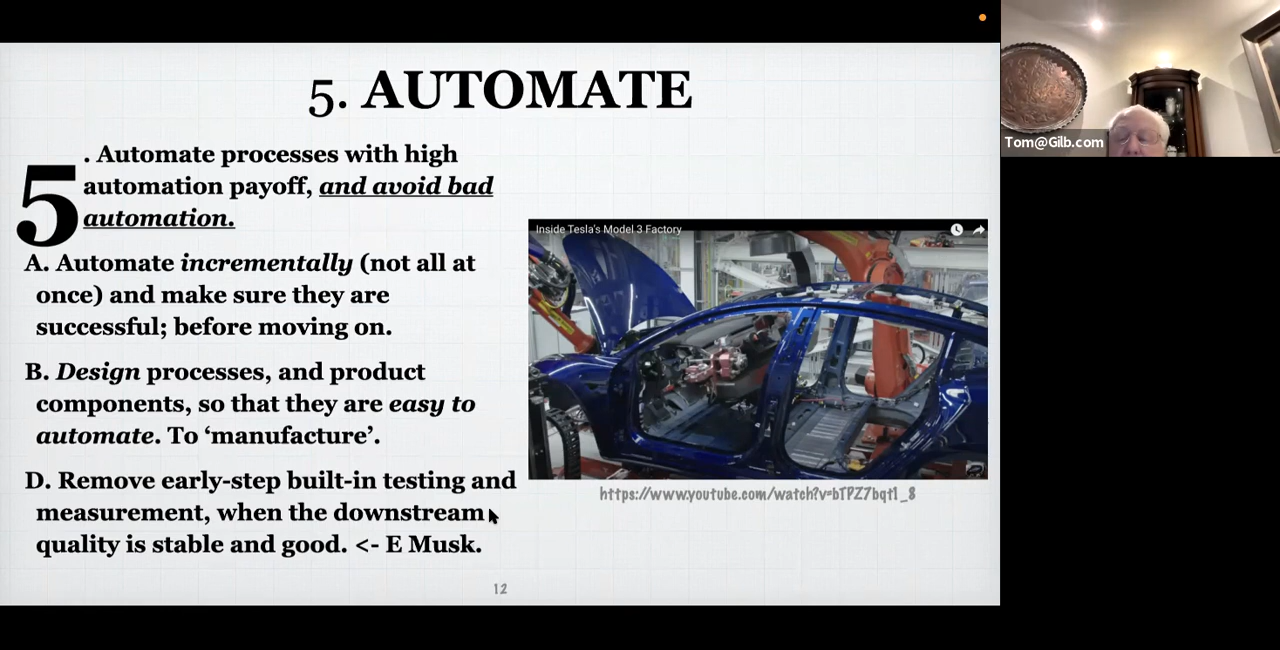 5. AUTOMATE
5
. Automate processes with high
automation payoff, and avoid bad
automation.
A. Automate incrementally (not all at
once) and make sure they are
successful; before moving on.
B. Design processes, and product
components, so that they are easy to
automate. To ‘manufacture’.
D. Remove early-step built-in testing and
measurement, when the downstream
quality is stable and good. <- E Musk.
Inside Tesla's Model 3 Factory
https://www.youtube.com/watch?v=bTPZ7bqt1_8
12
Tom@Gilb.com